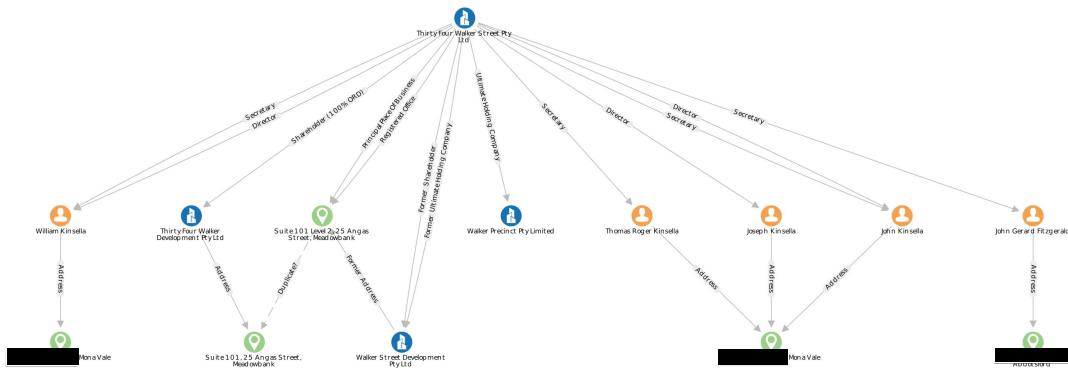 Thirty Four Walker Street Pty
Ltd
Secretary
Director
Shareholder (100% ORD)
Principal Place Of Business
Registered Office
Former Shareholder
Former Ultimate Holding Company
Ultimate Holding Company
Secretary
Director
Director
Secretary
Secretary
William Kinsella
Thirty Four Walker
Development Pty Ltd
Suite 101 Level 2, 25 Angas
Street, Meadowbank
Walker Precinct Pty Limited
Thomas Roger Kinsella
Joseph Kinsella
John Kinsella
John Gerard Fitzgerald
Address
Address
Duplicate?
Former Address
Address
Address
Address
Address
Mona Vale
Suite 101, 25 Angas Street,
Meadowbank
Walker Street Development
Pty Ltd
Mona Vale
Abbotsford